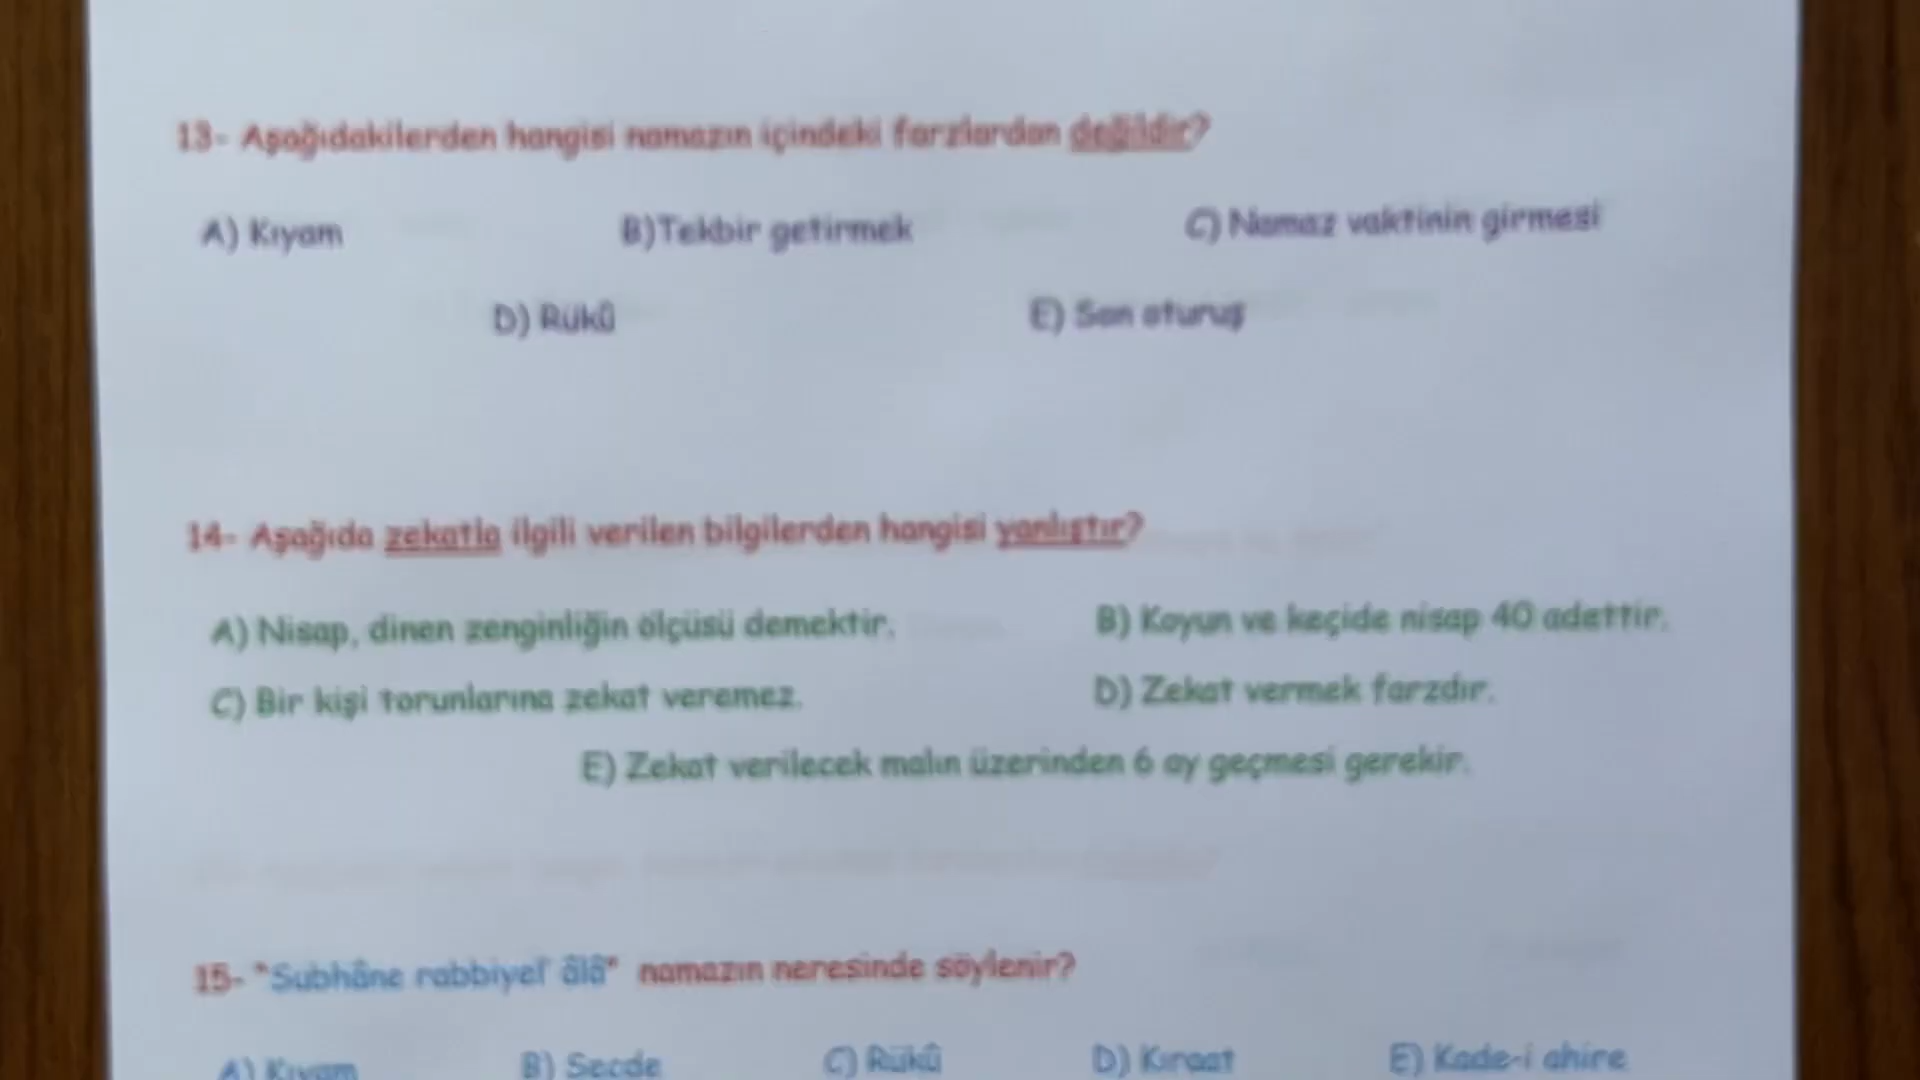 13- Aşağıdakilerden hangisi namazın içindeki farzlardan değildir?
A) Kıyam B)Tekbir getirmek C) Namaz vaktinin girmesi
D) Rükû E) Son oturuş
14- Aşağıda zekatla ilgili verilen bilgilerden hangisi yanlıştır?
A) Nisap, dinen zenginliğin ölçüsü demektir. B) Koyun ve keçide nisap 40 adettir.
C) Bir kişi torunlarına zekat veremez. D) Zekat vermek farzdır.
E) Zekat verilecek malın üzerinden 6 ay geçmesi gerekir.
15- "Subhâne rabbiyel' âlâ" namazın neresinde söylenir?
A) Kıyam B) Secde C) Rükû D) Kıraat E) Kade-i ahire